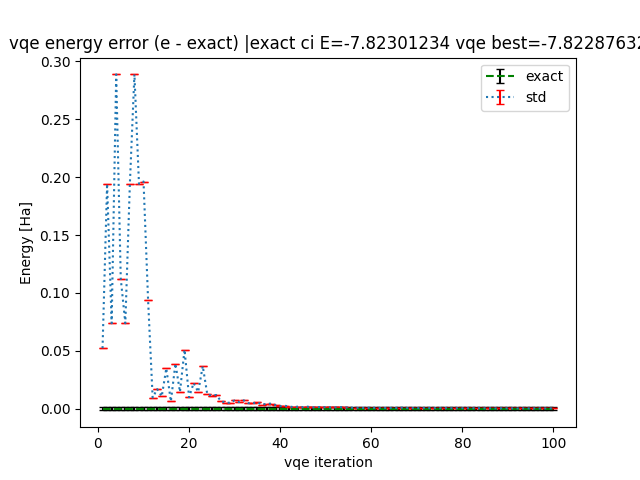 vqe energy error (e - exact) |exact ci E=-7.82301234 vqe best=-7.82287632
0.30
0.25
0.20
0.15
0.10
0.05
0.00
Energy [Ha]
exact
std
0
20
40
60
80
100
vqe iteration